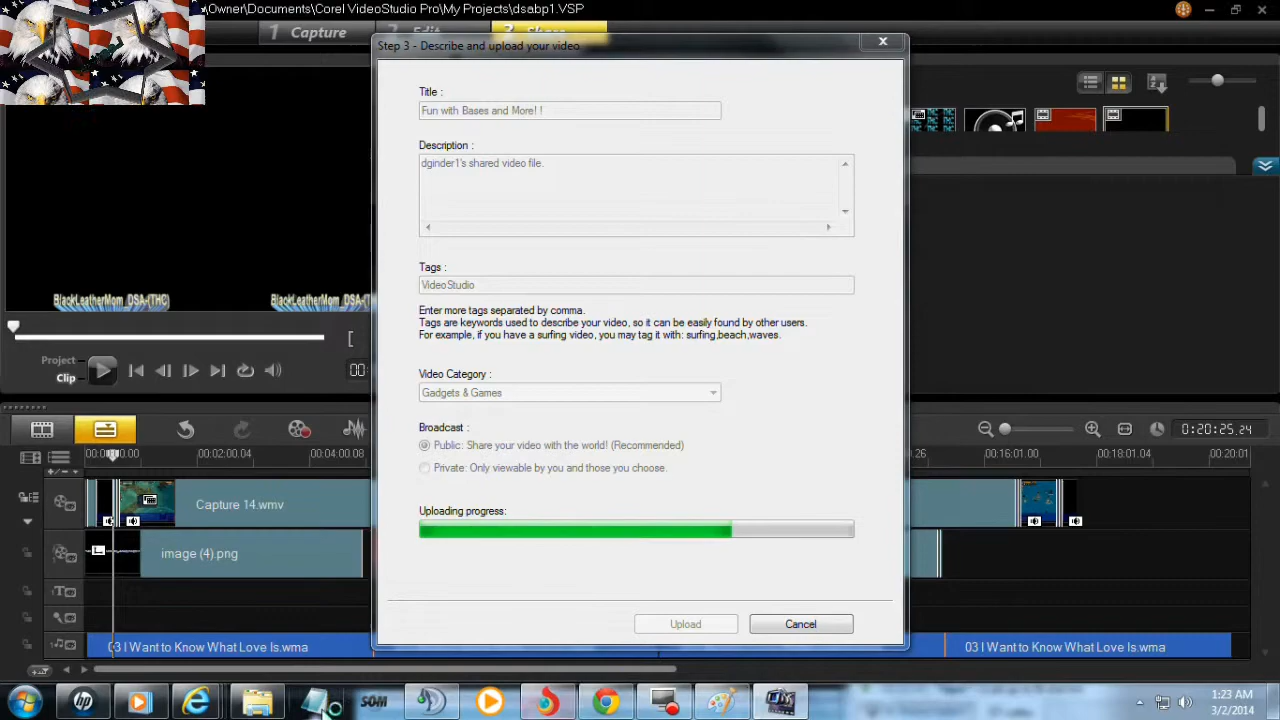 \Owner\Documents\Corel VideoStudio Pro\My Projects\dsabp1.VSP
1 Capture
2 Edit
3 Share
Step 3 - Describe and upload your video
Title :
Fun with Bases and More! !
Description :
dginder1's shared video file.
Tags :
VideoStudio
Enter more tags separated by comma.
Tags are keywords used to describe your video, so it can be easily found by other users.
For example, if you have a surfing video, you may tag it with: surfing,beach,waves.
Video Category :
Gadgets & Games
Broadcast :
Public: Share your video with the world! (Recommended)
Private: Only viewable by you and those you choose.
Uploading progress:
Upload
Cancel
BlackLeatherMom_DSA-(THC)
BlackLeatherMom_DSA-(T
Project
Clip
[
00:
0:20:25.24
00:00:00.00
00:02:00.04
00:04:00.08
.26
00:16:01.00
00:18:01.04
00:20:01
Capture 14.wmv
image (4).png
03 I Want to Know What Love Is.wma
03 I Want to Know What Love Is.wma
SOM
1:23 AM
3/2/2014